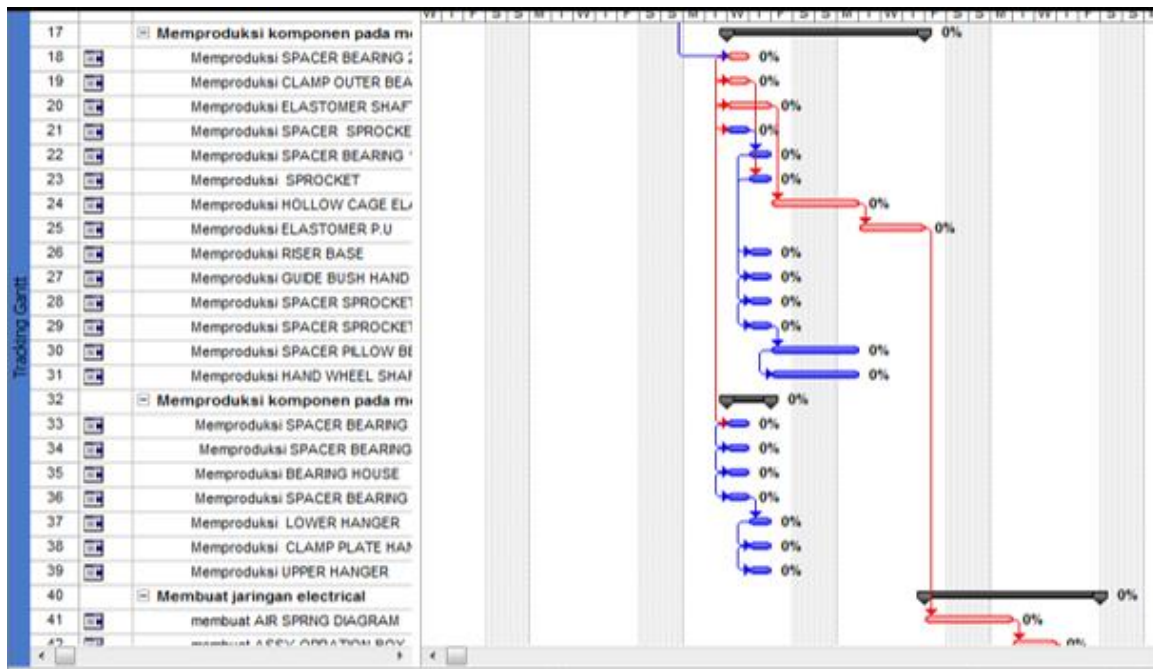 17 Memproduksi komponen pada 0%
18 Memproduksi SPACER BEARING 2 0%
19 Memproduksi CLAMP OUTER BEA 0%
20 Memproduksi ELASTOMER SHAF 0%
21 Memproduksi SPACER SPROCKE 0%
22 Memproduksi SPACER BEARING 0%
23 Memproduksi SPROCKET 0%
24 Memproduksi HOLLOW CAGE EL 0%
25 Memproduksi ELASTOMER P.U 0%
26 Memproduksi RISER BASE 0%
27 Memproduksi GUIDE BUSH HAND 0%
28 Memproduksi SPACER SPROCKET 0%
29 Memproduksi SPACER SPROCKET 0%
30 Memproduksi SPACER PILLOW BE 0%
31 Memproduksi HAND WHEEL SHAF 0%
32 Memproduksi komponen pada 0%
33 Memproduksi SPACER BEARING 0%
34 Memproduksi SPACER BEARING 0%
35 Memproduksi BEARING HOUSE 0%
36 Memproduksi SPACER BEARING 0%
37 Memproduksi LOWER HANGER 0%
38 Memproduksi CLAMP PLATE HAN 0%
39 Memproduksi UPPER HANGER 0%
40 Membuat jaringan electrical 0%
41 membuat AIR SPRNG DIAGRAM 0%
Tracking Gantt